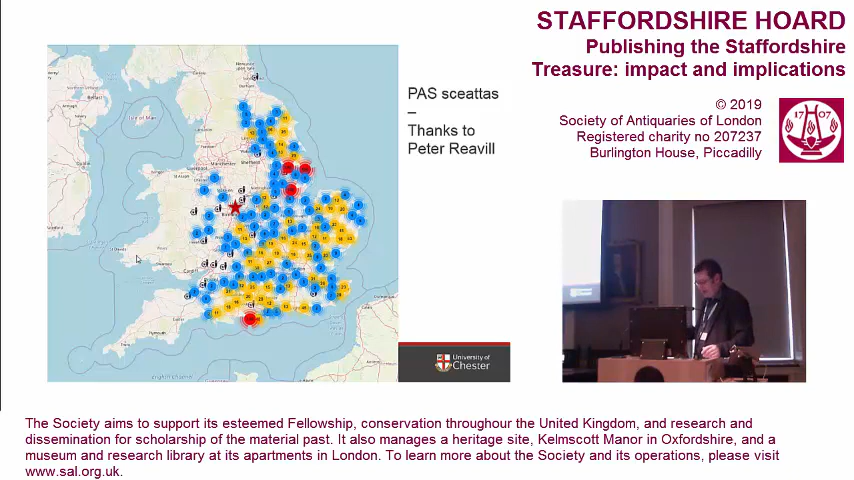 STAFFORDSHIRE HOARD
Publishing the Staffordshire
Treasure: impact and implications
© 2019
Society of Antiquaries of London
Registered charity no 207237
Burlington House, Piccadilly
17 07
PAS sceattas
–
Thanks to
Peter Reavill
University of
Chester
The Society aims to support its esteemed Fellowship, conservation throughour the United Kingdom, and research and
dissemination for scholarship of the material past. It also manages a heritage site, Kelmscott Manor in Oxfordshire, and a
museum and research library at its apartments in London. To learn more about the Society and its operations, please visit
www.sal.org.uk.